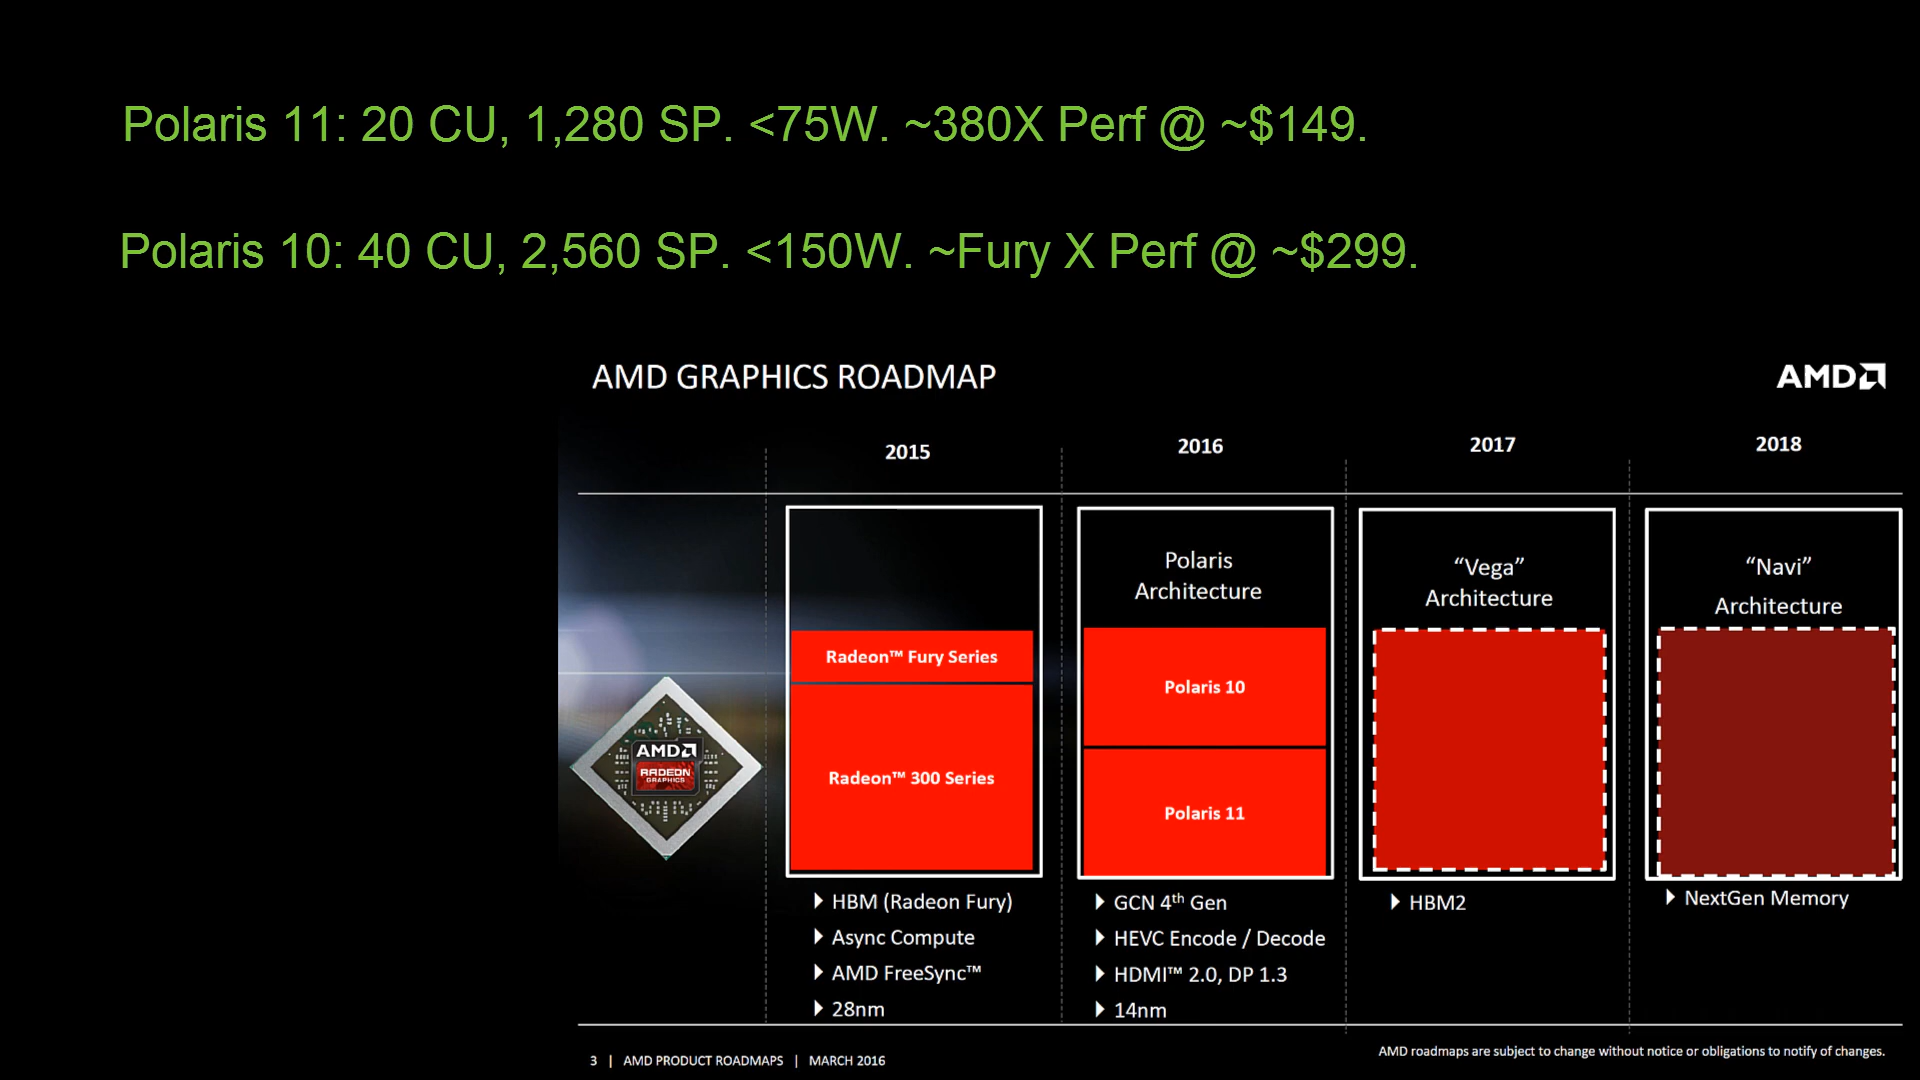 Polaris 11: 20 CU, 1,280 SP. <75W. ~380X Perf @ ~$149.
Polaris 10: 40 CU, 2,560 SP. <150W. ~Fury X Perf @ ~$299.
AMD GRAPHICS ROADMAP
AMD
2015
2016
2017
2018
Radeon™ Fury Series
Radeon™ 300 Series
HBM (Radeon Fury)
Async Compute
AMD FreeSync™
28nm
Polaris
Architecture
Polaris 10
Polaris 11
GCN 4th Gen
HEVC Encode / Decode
HDMI™ 2.0, DP 1.3
14nm
“Vega”
Architecture
HBM2
“Navi”
Architecture
NextGen Memory
AMD
RADEON
GRAPHICS
3 | AMD PRODUCT ROADMAPS | MARCH 2016
AMD roadmaps are subject to change without notice or obligations to notify of changes.